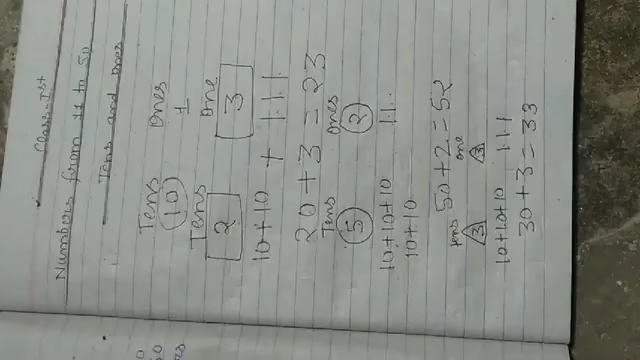 Class-1st
Numbers from 11 to 50
Tens and ones
Tens Ones
10 1
Tens One
2 3
10+10 + 111
20+3=23
Tens ones
5 2
10+10+10 11
10+10
50+2=52
tens one
3 3
10+10+10 111
30+3=33